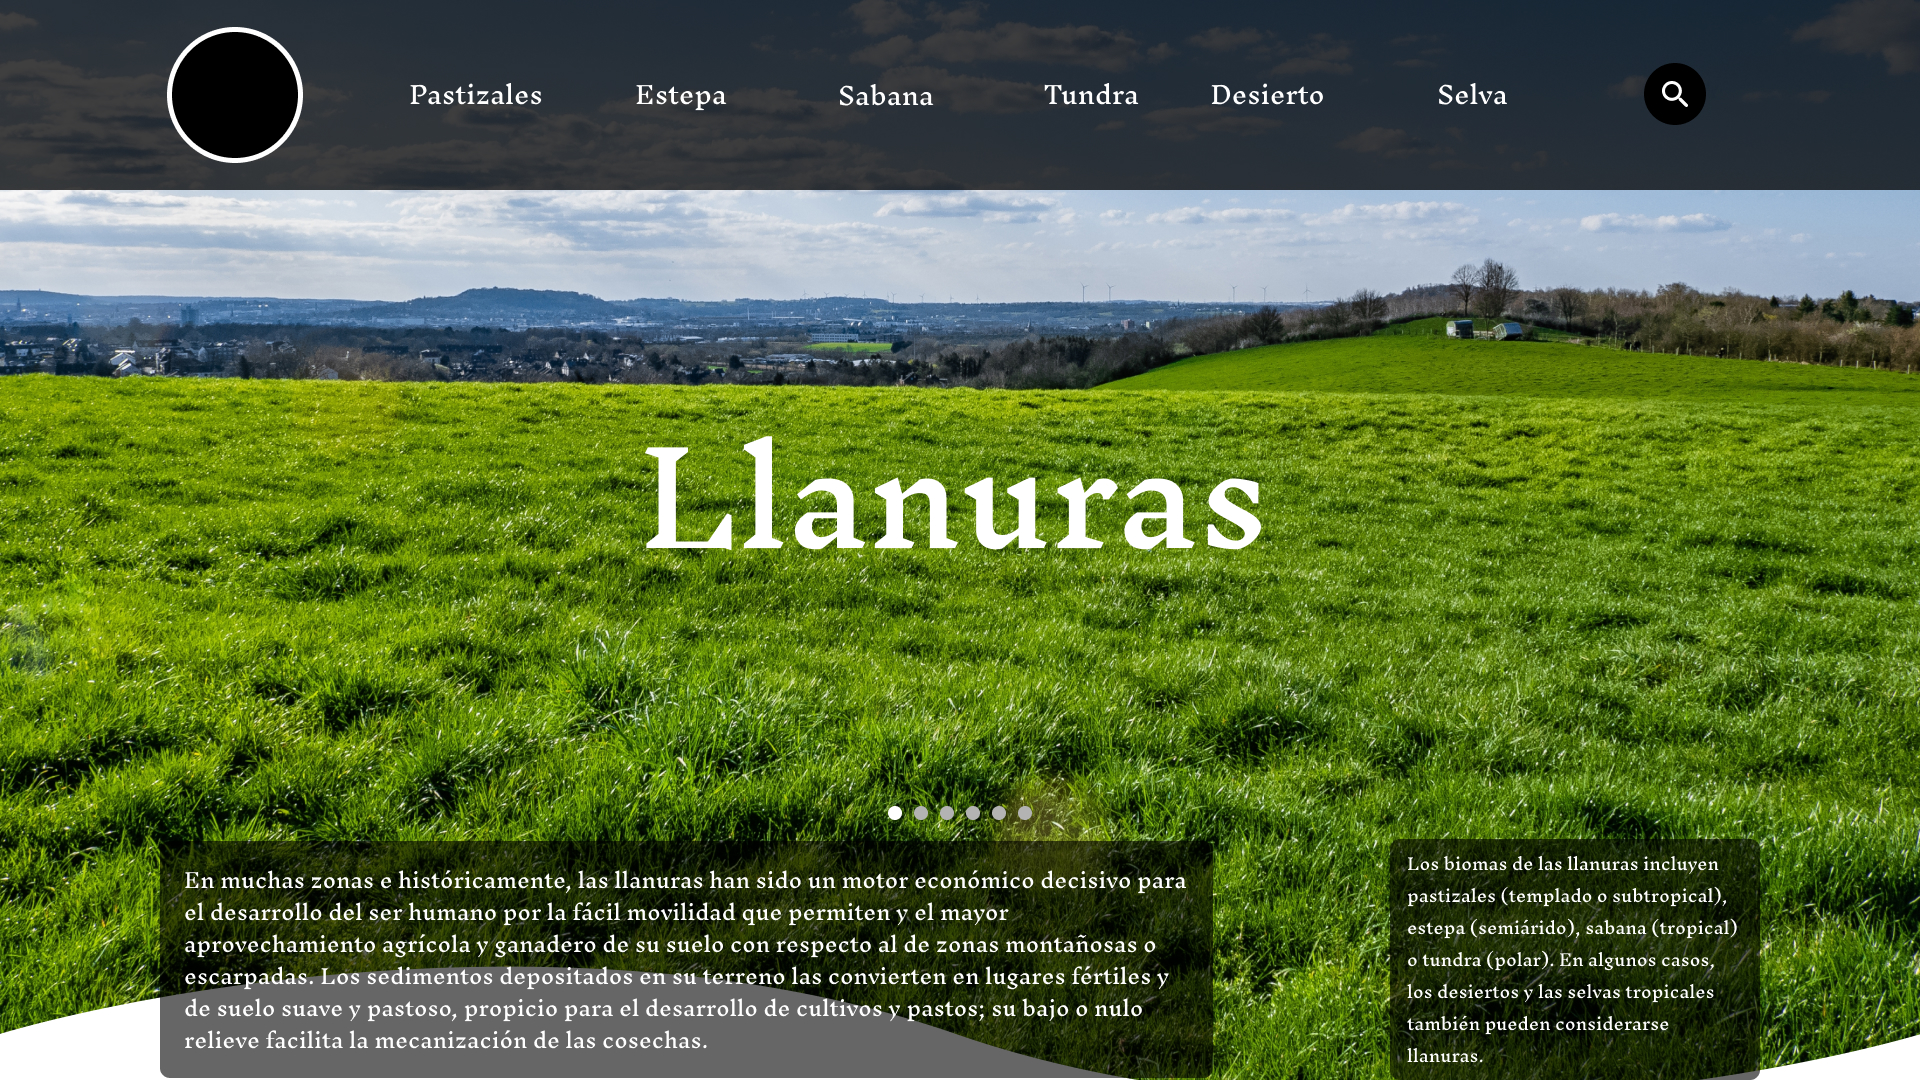 Pastizales Estepa Sabana Tundra Desierto Selva
Llanuras
En muchas zonas e históricamente, las llanuras han sido un motor económico decisivo para
el desarrollo del ser humano por la fácil movilidad que permiten y el mayor
aprovechamiento agrícola y ganadero de su suelo con respecto al de zonas montañosas o
escarpadas. Los sedimentos depositados en su terreno las convierten en lugares fértiles y
de suelo suave y pastoso, propicio para el desarrollo de cultivos y pastos; su bajo o nulo
relieve facilita la mecanización de las cosechas.
Los biomas de las llanuras incluyen
pastizales (templado o subtropical),
estepa (semiárido), sabana (tropical)
o tundra (polar). En algunos casos,
los desiertos y las selvas tropicales
también pueden considerarse
llanuras.